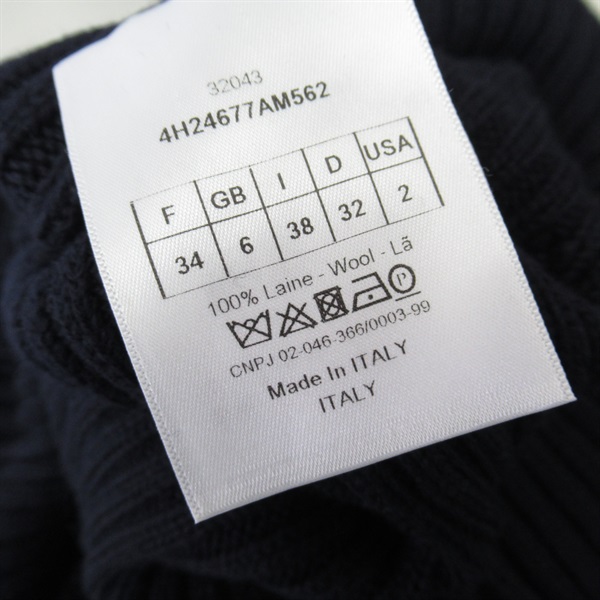 32043
4H24677AM562
F GB I D USA
34 6 38 32 2
100% Laine - Wool - Lã
P
CNPJ 02-046-366/0003-99
Made In ITALY
ITALY